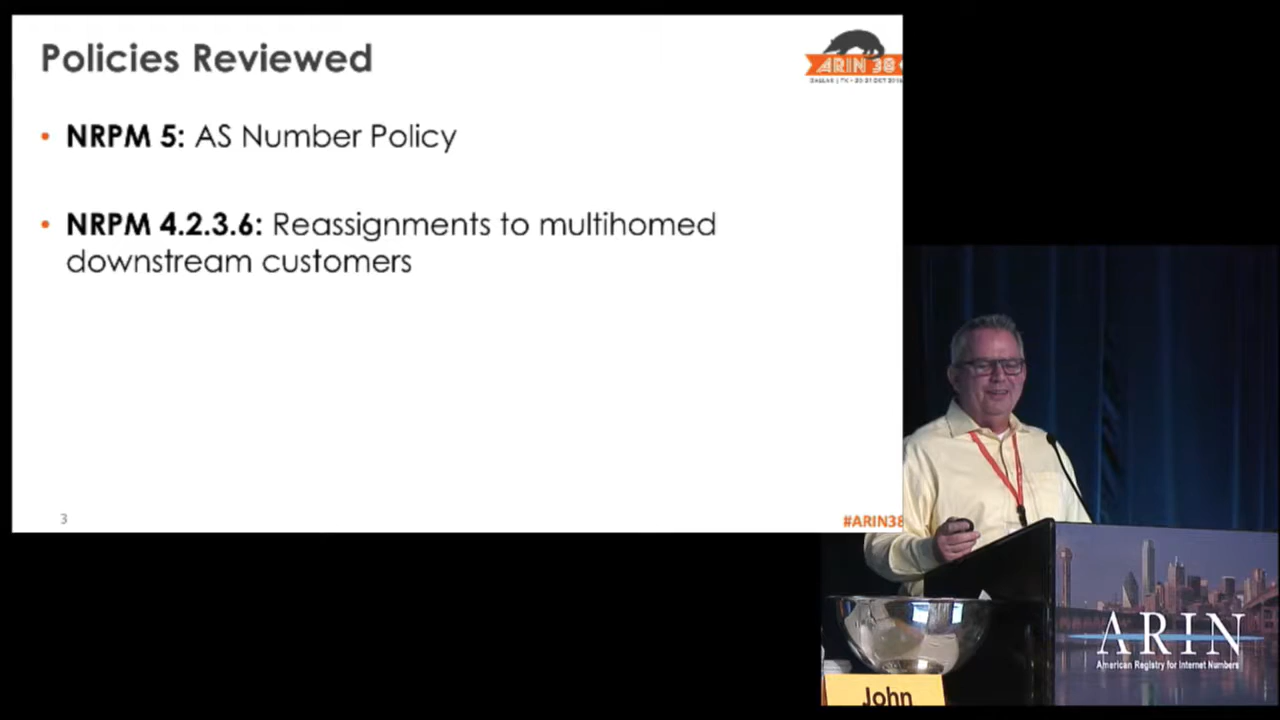 Policies Reviewed
ARIN 38
• NRPM 5: AS Number Policy
• NRPM 4.2.3.6: Reassignments to multihomed
downstream customers
3
#ARIN38
ARIN
American Registry for Internet Numbers
John